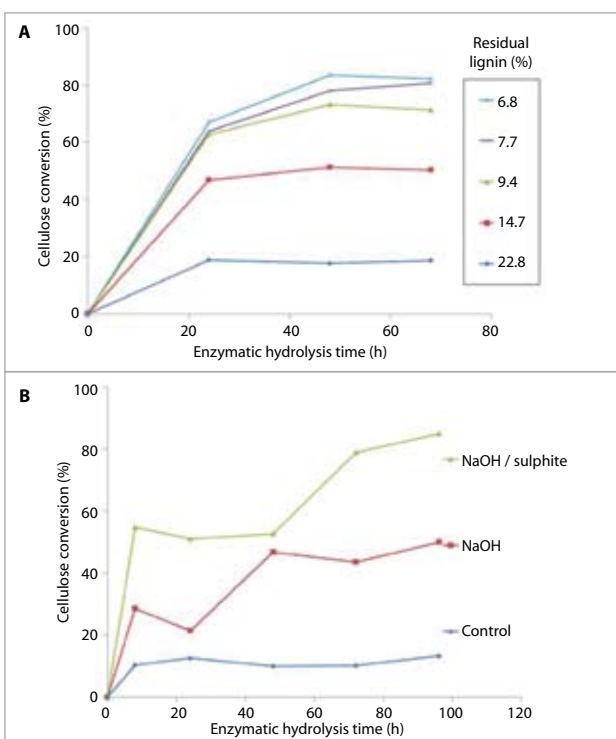 A
Cellulose conversion (%)
100
80
60
40
20
0
0 20 40 60 80
Enzymatic hydrolysis time (h)
Residual
lignin (%)
6.8
7.7
9.4
14.7
22.8
B
Cellulose conversion (%)
100
80
60
40
20
0
0 20 40 60 80 100 120
Enzymatic hydrolysis time (h)
NaOH / sulphite
NaOH
Control